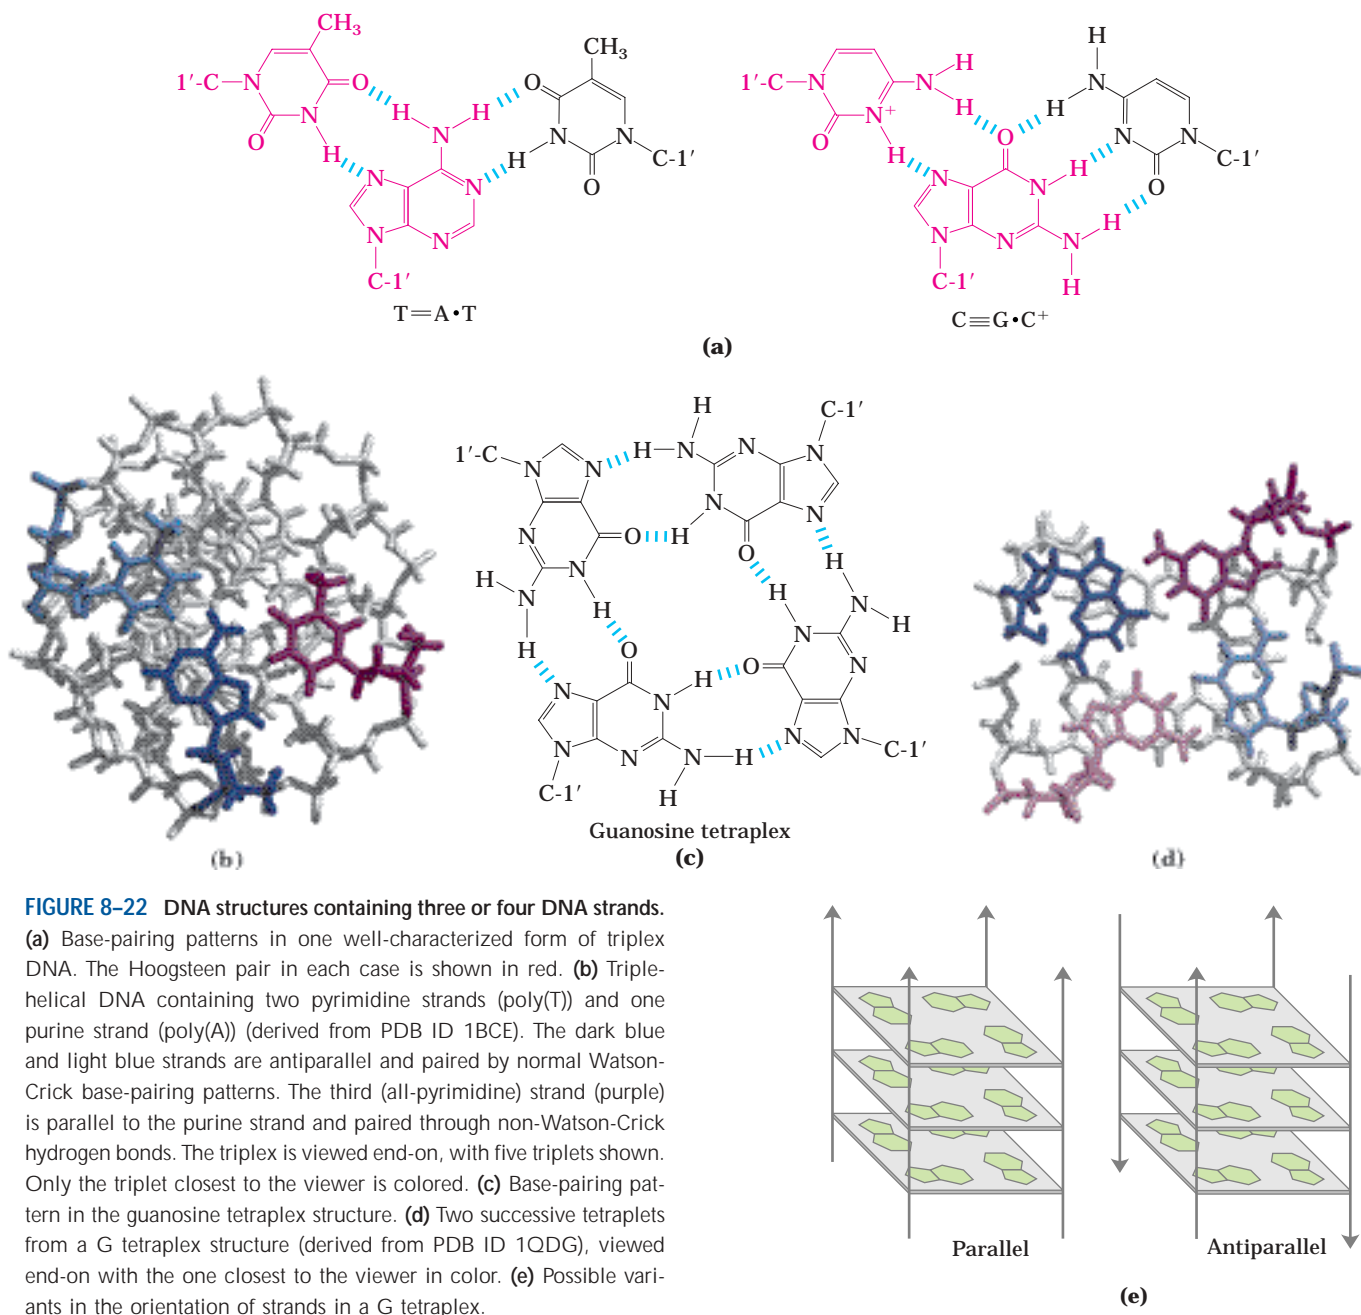 CH₃
1′-C
N
O
N
O
H
H
H
N
N
N
N
N
C-1′
O
CH₃
H
N
N
O
C-1′
T=A•T
1′-C
N
N⁺
O
N
H
H
H
O
N
N
N
N
H
N
H
H
C-1′
H
N
H
N
N
O
C-1′
C≡G•C⁺
(a)
(b)
1′-C
N
N
N
N
O
H
N
H
H
H
H
N
N
N
N
N
O
H
C-1′
O
N
N
N
N
H
N
H
H
C-1′
H
H
N
H
N
N
O
N
N
C-1′
Guanosine tetraplex
(c)
(d)
FIGURE 8–22 DNA structures containing three or four DNA strands.
(a) Base-pairing patterns in one well-characterized form of triplex
DNA. The Hoogsteen pair in each case is shown in red. (b) Triple-
helical DNA containing two pyrimidine strands (poly(T)) and one
purine strand (poly(A)) (derived from PDB ID 1BCE). The dark blue
and light blue strands are antiparallel and paired by normal Watson-
Crick base-pairing patterns. The third (all-pyrimidine) strand (purple)
is parallel to the purine strand and paired through non-Watson-Crick
hydrogen bonds. The triplex is viewed end-on, with five triplets shown.
Only the triplet closest to the viewer is colored. (c) Base-pairing pat-
tern in the guanosine tetraplex structure. (d) Two successive tetraplets
from a G tetraplex structure (derived from PDB ID 1QDG), viewed
end-on with the one closest to the viewer in color. (e) Possible vari-
ants in the orientation of strands in a G tetraplex.
Parallel
Antiparallel
(e)